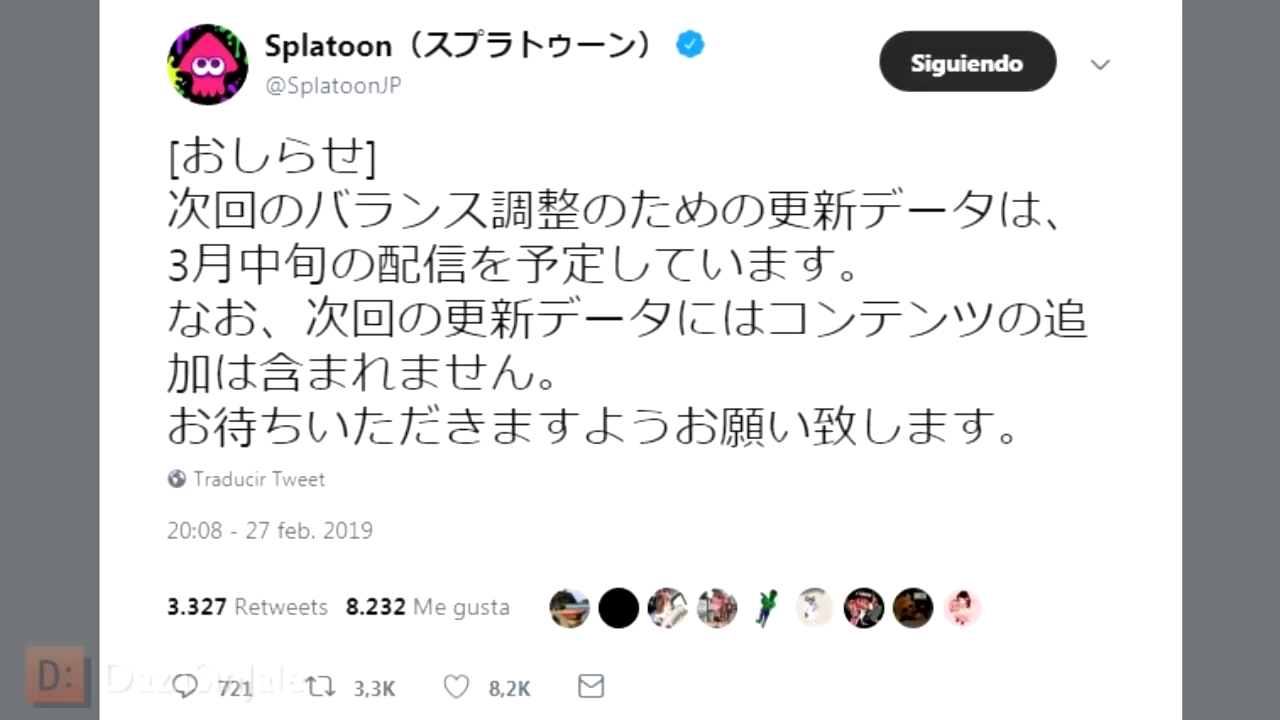 Splatoon（スプラトゥーン）
@SplatoonJP
Siguiendo
[おしらせ]
次回のバランス調整のための更新データは、
3月中旬の配信を予定しています。
なお、次回の更新データにはコンテンツの追
加は含まれません。
お待ちいただきますようお願い致します。
Traducir Tweet
20:08 - 27 feb. 2019
3.327 Retweets 8.232 Me gusta
721 3,3K 8,2K
D: